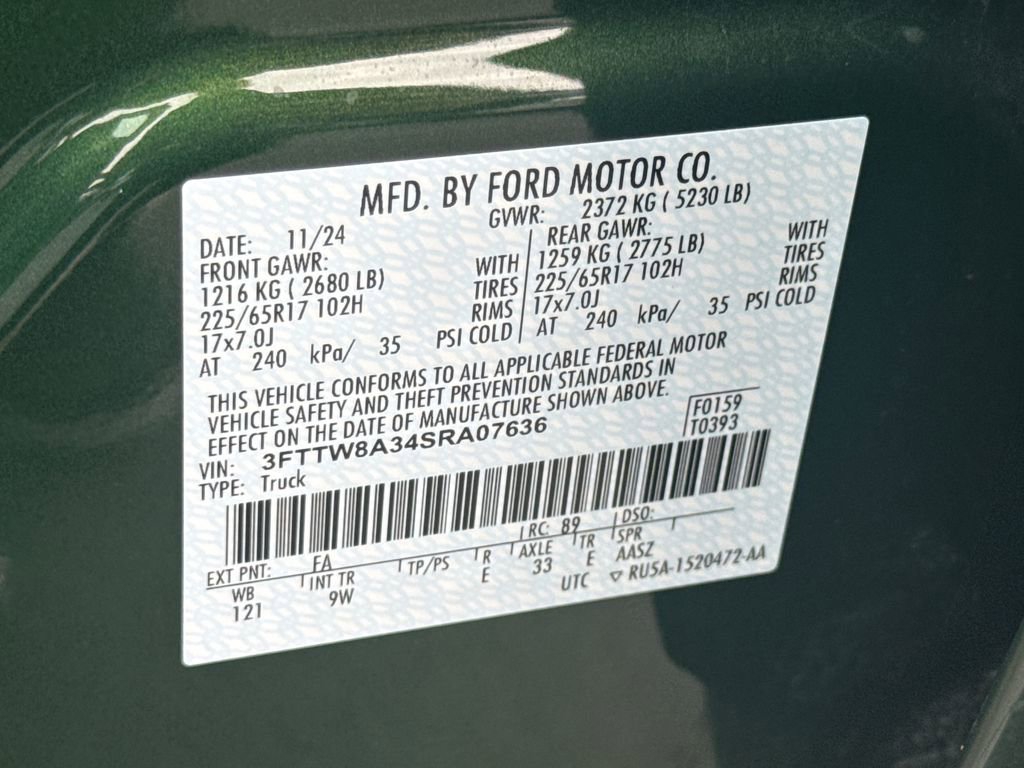 MFD. BY FORD MOTOR CO.
DATE: 11/24 GVWR: 2372 KG ( 5230 LB)
FRONT GAWR: REAR GAWR:
1216 KG ( 2680 LB) WITH 1259 KG ( 2775 LB) WITH
225/65R17 102H TIRES 225/65R17 102H TIRES
17x7.0J RIMS 17x7.0J RIMS
AT 240 kPa/ 35 PSI COLD AT 240 kPa/ 35 PSI COLD
THIS VEHICLE CONFORMS TO ALL APPLICABLE FEDERAL MOTOR
VEHICLE SAFETY AND THEFT PREVENTION STANDARDS IN
EFFECT ON THE DATE OF MANUFACTURE SHOWN ABOVE.
F0159
VIN: 3FTTW8A34SRA07636 T0393
TYPE: Truck
EXT PNT: FA RC: 89 DSO:
WB INT TR TP/PS R AXLE TR SPR
121 9W E 33 E AASZ
UTC ▽ RU5A-1520472-AA